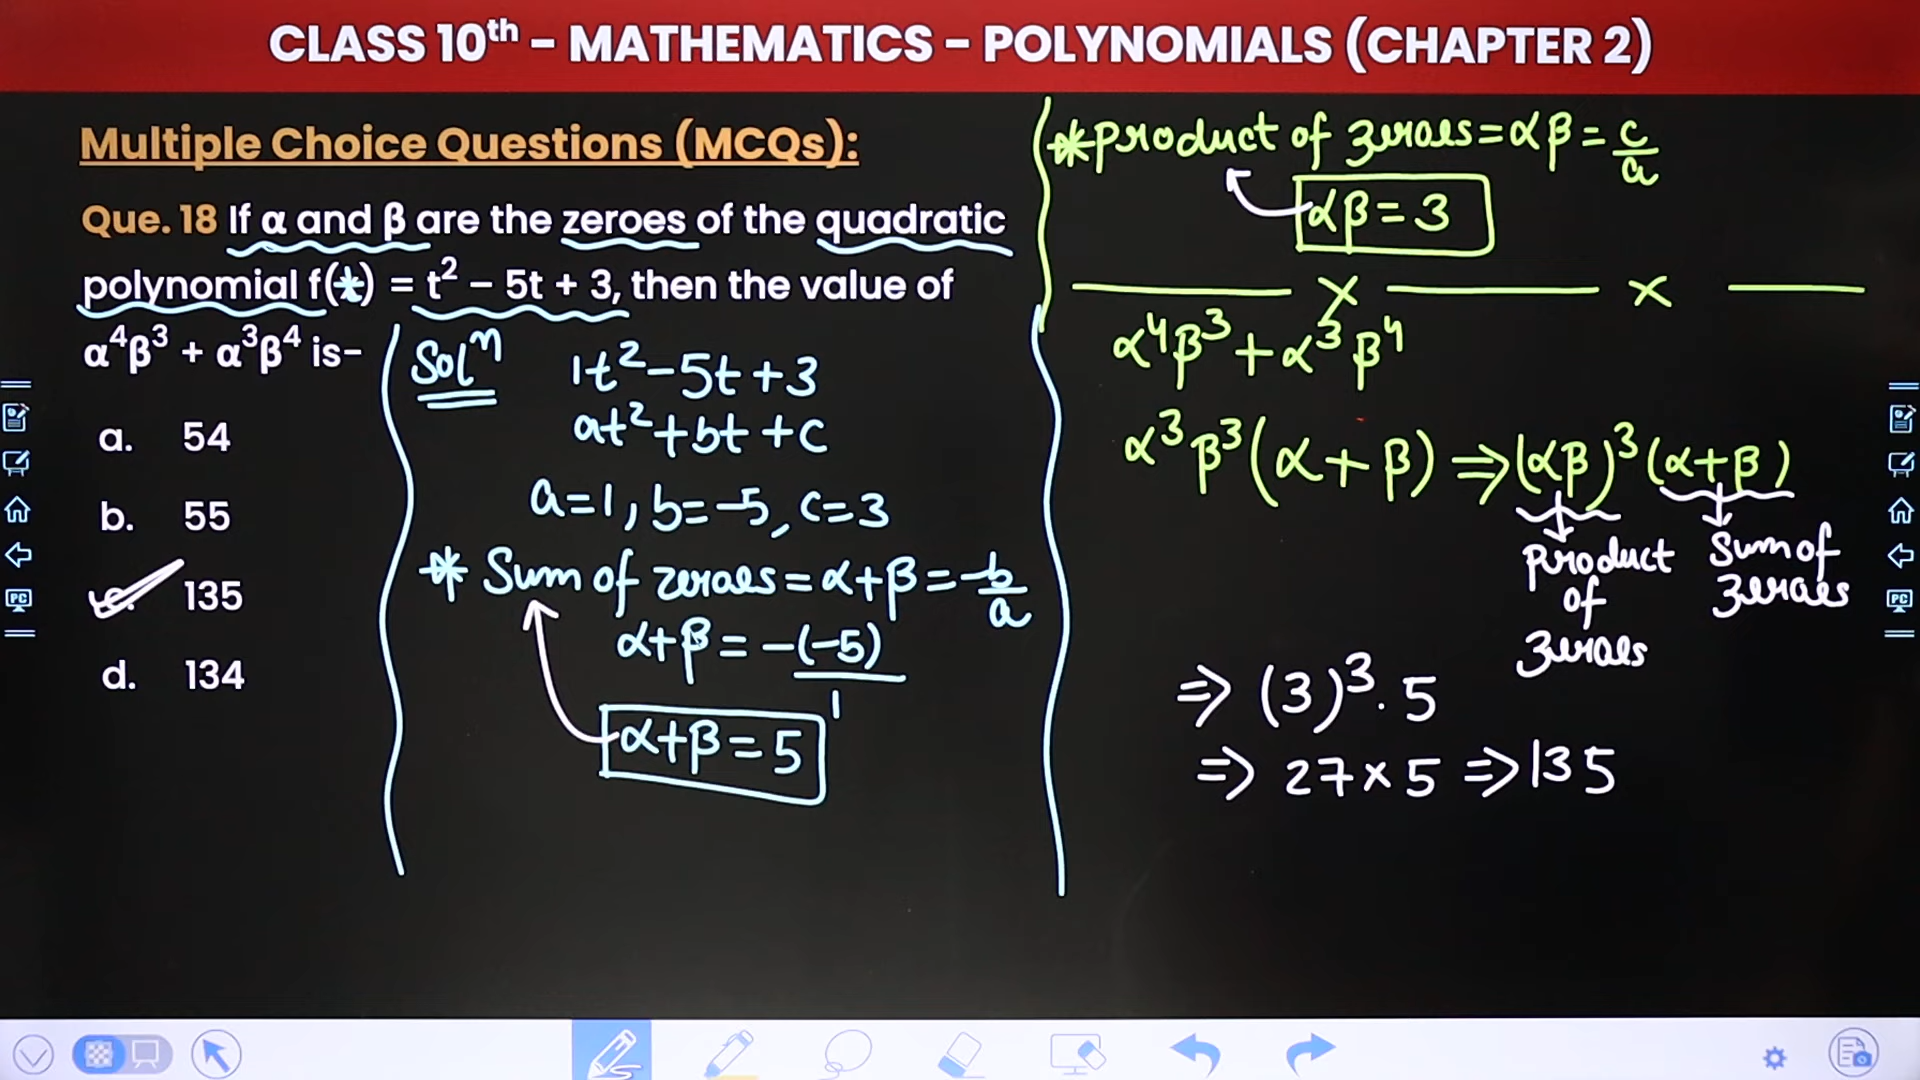 CLASS 10th - MATHEMATICS - POLYNOMIALS (CHAPTER 2)
Multiple Choice Questions (MCQs):
Que. 18 If α and β are the zeroes of the quadratic
polynomial f(t) = t² - 5t + 3, then the value of
α⁴β³ + α³β⁴ is-
a. 54
b. 55
c. 135
d. 134
Solⁿ
1t²-5t+3
at²+bt+c
a=1, b=-5, c=3
* Sum of zeroes = α+β = -b/a
α+β = -(-5)/1
α+β = 5
*product of zeroes = αβ = c/a
αβ = 3
α⁴β³+α³β⁴
α³β³(α+β) ⇒ (αβ)³(α+β)
product of zeroes
Sum of zeroes
⇒ (3)³.5
⇒ 27×5 ⇒ 135
PC
PC